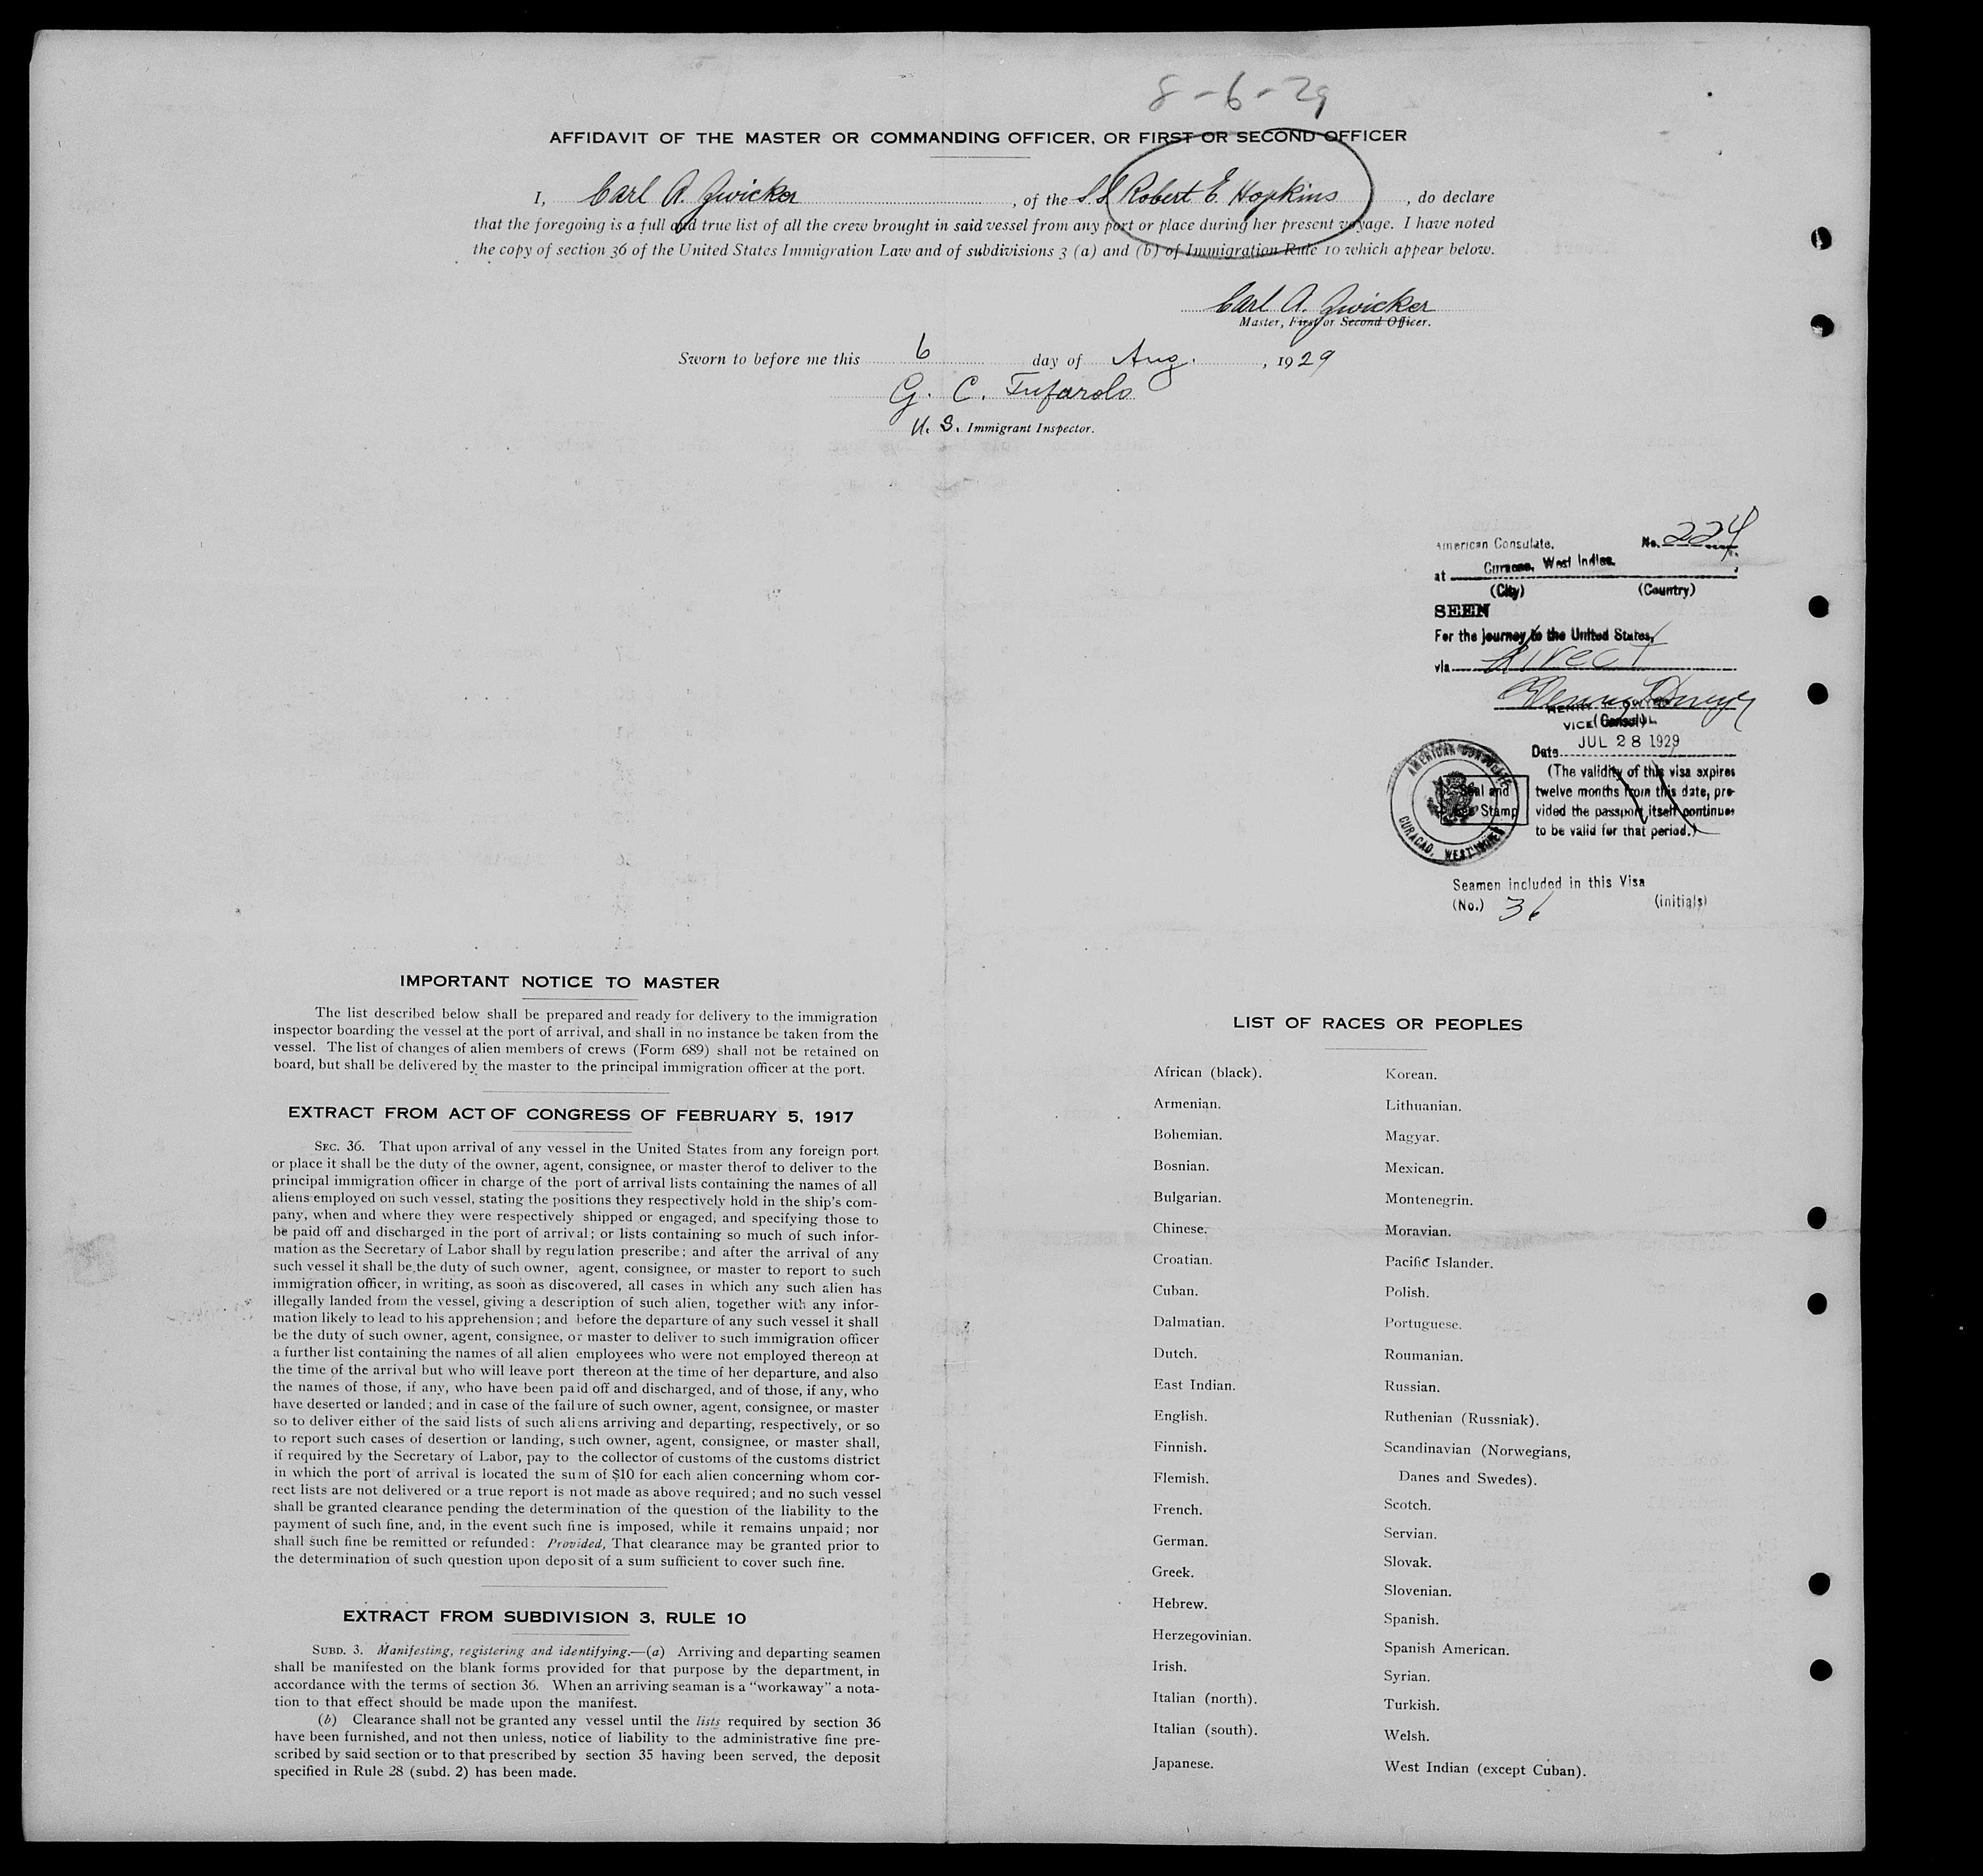 8-6-29
AFFIDAVIT OF THE MASTER OR COMMANDING OFFICER, OR FIRST OR SECOND OFFICER
I, Carl A. Zwicker, of the S.S. Robert E. Hopkins, do declare
that the foregoing is a full and true list of all the crew brought in said vessel from any port or place during her present voyage. I have noted
the copy of section 36 of the United States Immigration Law and of subdivisions 3 (a) and (b) of Immigration Rule 10 which appear below.
Carl A. Zwicker
Master, First or Second Officer.
Sworn to before me this 6 day of Aug., 1929
G. C. Tufarolo
U. S. Immigrant Inspector.
American Consulate, No. 224
at Curacao, West Indies.
(City) (Country)
SEEN
For the journey to the United States,
via direct
VICE (Consul)
Date JUL 28 1929
(The validity of this visa expires
twelve months from this date, pro-
vided the passport itself continues
to be valid for that period.)
AMERICAN CONSULATE
Seal and
Fee Stamp
CURACAO, WEST INDIES
Seamen included in this Visa
(No.) 36 (initials)
IMPORTANT NOTICE TO MASTER
The list described below shall be prepared and ready for delivery to the immigration
inspector boarding the vessel at the port of arrival, and shall in no instance be taken from the
vessel. The list of changes of alien members of crews (Form 689) shall not be retained on
board, but shall be delivered by the master to the principal immigration officer at the port.
EXTRACT FROM ACT OF CONGRESS OF FEBRUARY 5, 1917
SEC. 36. That upon arrival of any vessel in the United States from any foreign port
or place it shall be the duty of the owner, agent, consignee, or master therof to deliver to the
principal immigration officer in charge of the port of arrival lists containing the names of all
aliens employed on such vessel, stating the positions they respectively hold in the ship's com-
pany, when and where they were respectively shipped or engaged, and specifying those to
be paid off and discharged in the port of arrival; or lists containing so much of such infor-
mation as the Secretary of Labor shall by regulation prescribe; and after the arrival of any
such vessel it shall be the duty of such owner, agent, consignee, or master to report to such
immigration officer, in writing, as soon as discovered, all cases in which any such alien has
illegally landed from the vessel, giving a description of such alien, together with any infor-
mation likely to lead to his apprehension; and before the departure of any such vessel it shall
be the duty of such owner, agent, consignee, or master to deliver to such immigration officer
a further list containing the names of all alien employees who were not employed thereon at
the time of the arrival but who will leave port thereon at the time of her departure, and also
the names of those, if any, who have been paid off and discharged, and of those, if any, who
have deserted or landed; and in case of the failure of such owner, agent, consignee, or master
so to deliver either of the said lists of such aliens arriving and departing, respectively, or so
to report such cases of desertion or landing, such owner, agent, consignee, or master shall,
if required by the Secretary of Labor, pay to the collector of customs of the customs district
in which the port of arrival is located the sum of $10 for each alien concerning whom cor-
rect lists are not delivered or a true report is not made as above required; and no such vessel
shall be granted clearance pending the determination of the question of the liability to the
payment of such fine, and, in the event such fine is imposed, while it remains unpaid; nor
shall such fine be remitted or refunded: Provided, That clearance may be granted prior to
the determination of such question upon deposit of a sum sufficient to cover such fine.
EXTRACT FROM SUBDIVISION 3, RULE 10
SUBD. 3. Manifesting, registering and identifying.—(a) Arriving and departing seamen
shall be manifested on the blank forms provided for that purpose by the department, in
accordance with the terms of section 36. When an arriving seaman is a "workaway" a nota-
tion to that effect should be made upon the manifest.
(b) Clearance shall not be granted any vessel until the lists required by section 36
have been furnished, and not then unless, notice of liability to the administrative fine pre-
scribed by said section or to that prescribed by section 35 having been served, the deposit
specified in Rule 28 (subd. 2) has been made.
LIST OF RACES OR PEOPLES
African (black).
Armenian.
Bohemian.
Bosnian.
Bulgarian.
Chinese.
Croatian.
Cuban.
Dalmatian.
Dutch.
East Indian.
English.
Finnish.
Flemish.
French.
German.
Greek.
Hebrew.
Herzegovinian.
Irish.
Italian (north).
Italian (south).
Japanese.
Korean.
Lithuanian.
Magyar.
Mexican.
Montenegrin.
Moravian.
Pacific Islander.
Polish.
Portuguese.
Roumanian.
Russian.
Ruthenian (Russniak).
Scandinavian (Norwegians,
Danes and Swedes).
Scotch.
Servian.
Slovak.
Slovenian.
Spanish.
Spanish American.
Syrian.
Turkish.
Welsh.
West Indian (except Cuban).